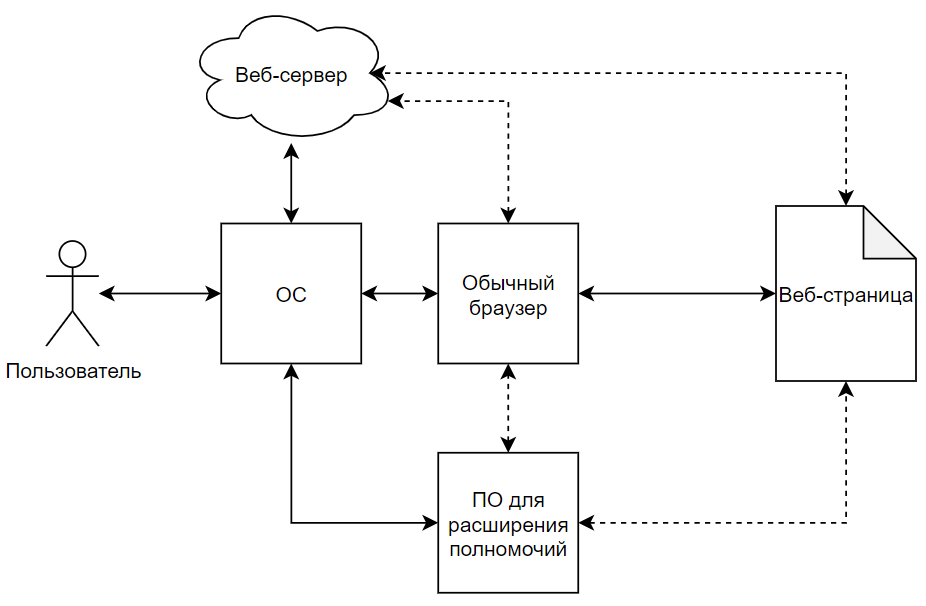 Веб-сервер
ОС
Обычный
браузер
Веб-страница
Пользователь
ПО для
расширения
полномочий